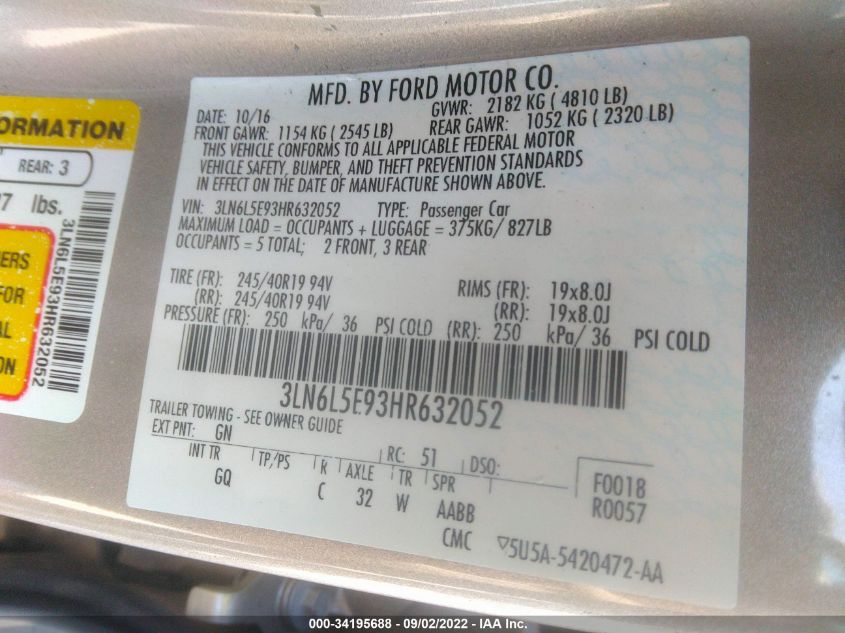 MFD. BY FORD MOTOR CO.
DATE: 10/16 GVWR: 2182 KG ( 4810 LB)
FRONT GAWR: 1154 KG ( 2545 LB) REAR GAWR: 1052 KG ( 2320 LB)
THIS VEHICLE CONFORMS TO ALL APPLICABLE FEDERAL MOTOR
VEHICLE SAFETY, BUMPER, AND THEFT PREVENTION STANDARDS
IN EFFECT ON THE DATE OF MANUFACTURE SHOWN ABOVE.
VIN: 3LN6L5E93HR632052 TYPE: Passenger Car
MAXIMUM LOAD = OCCUPANTS + LUGGAGE = 375KG/ 827LB
OCCUPANTS = 5 TOTAL; 2 FRONT, 3 REAR
TIRE (FR): 245/40R19 94V RIMS (FR): 19x8.0J
(RR): 245/40R19 94V (RR): 19x8.0J
PRESSURE (FR): 250 kPa/ 36 PSI COLD (RR): 250 kPa/ 36 PSI COLD
3LN6L5E93HR632052
TRAILER TOWING - SEE OWNER GUIDE
EXT PNT: GN RC: 51 DSO:
INT TR TP/PS R AXLE TR SPR F0018
GQ C 32 W AABB R0057
CMC ▽5U5A-5420472-AA
ORMATION
REAR: 3
7 lbs.
3LN6L5E93HR632052
ERS
FOR
AL
ON
000-34195688 - 09/02/2022 - IAA Inc.